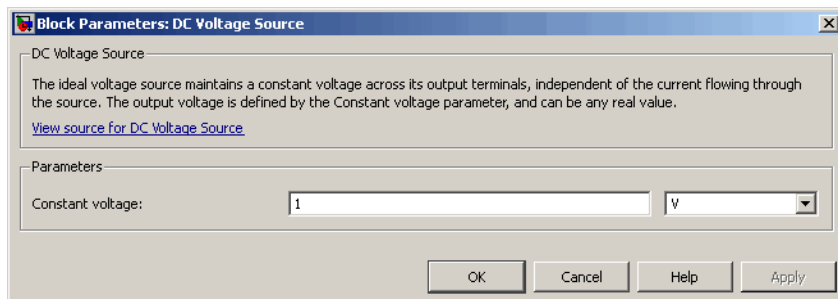 Block Parameters: DC Voltage Source
DC Voltage Source
The ideal voltage source maintains a constant voltage across its output terminals, independent of the current flowing through
the source. The output voltage is defined by the Constant voltage parameter, and can be any real value.
View source for DC Voltage Source
Parameters
Constant voltage: 1 V
OK Cancel Help Apply